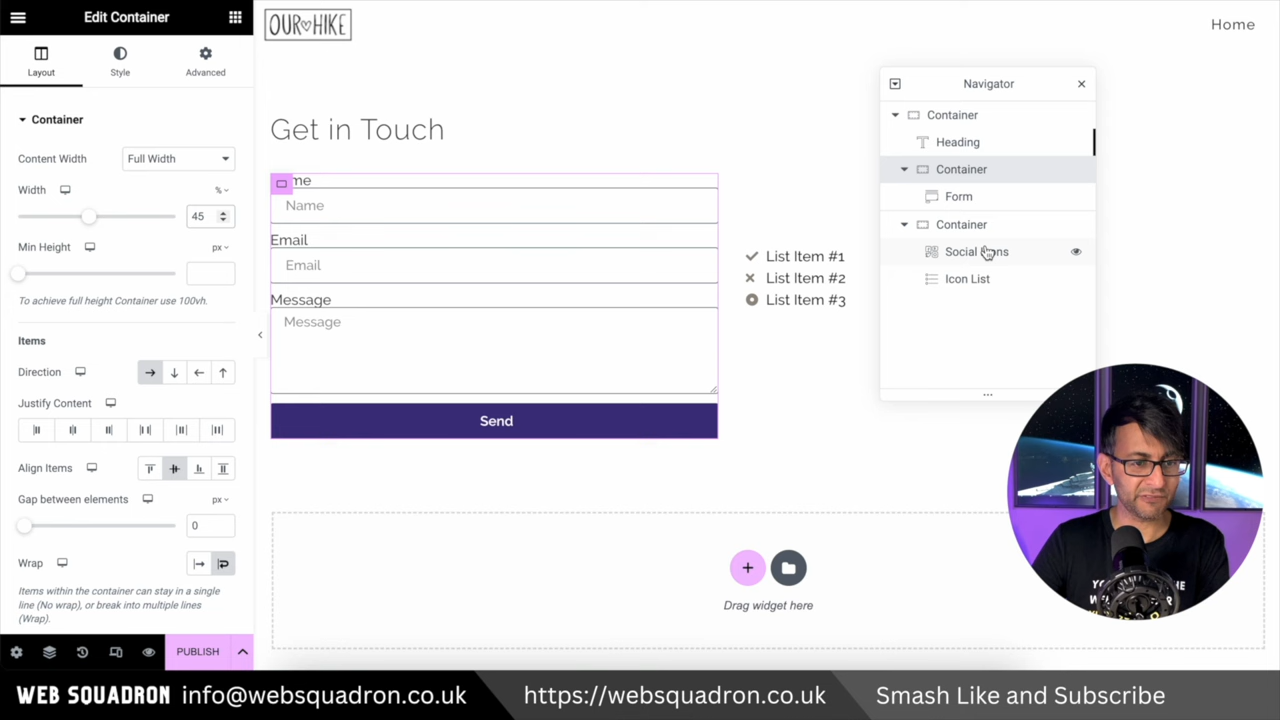 Edit Container
Layout
Style
Advanced
Container
Content Width
Full Width
Width
%
45
Min Height
px
To achieve full height Container use 100vh.
Items
Direction
Justify Content
Align Items
Gap between elements
px
0
Wrap
Items within the container can stay in a single
line (No wrap), or break into multiple lines
(Wrap).
PUBLISH
OUR HIKE
Home
Get in Touch
me
Name
Email
Email
Message
Message
Send
List Item #1
List Item #2
List Item #3
Navigator
Container
Heading
Container
Form
Container
Social
ons
Icon List
Drag widget here
WEB SQUADRON info@websquadron.co.uk
https://websquadron.co.uk
Smash Like and Subscribe